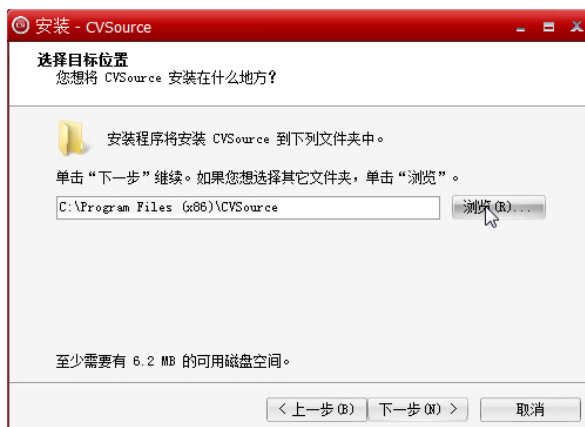 安装 - CVSource
选择目标位置
您想将 CVSource 安装在什么地方?
安装程序将安装 CVSource 到下列文件夹中。
单击“下一步”继续。如果您想选择其它文件夹，单击“浏览”。
C:\Program Files (x86)\CVSource
浏览(R)...
至少需要有 6.2 MB 的可用磁盘空间。
< 上一步(B) 下一步(N) > 取消